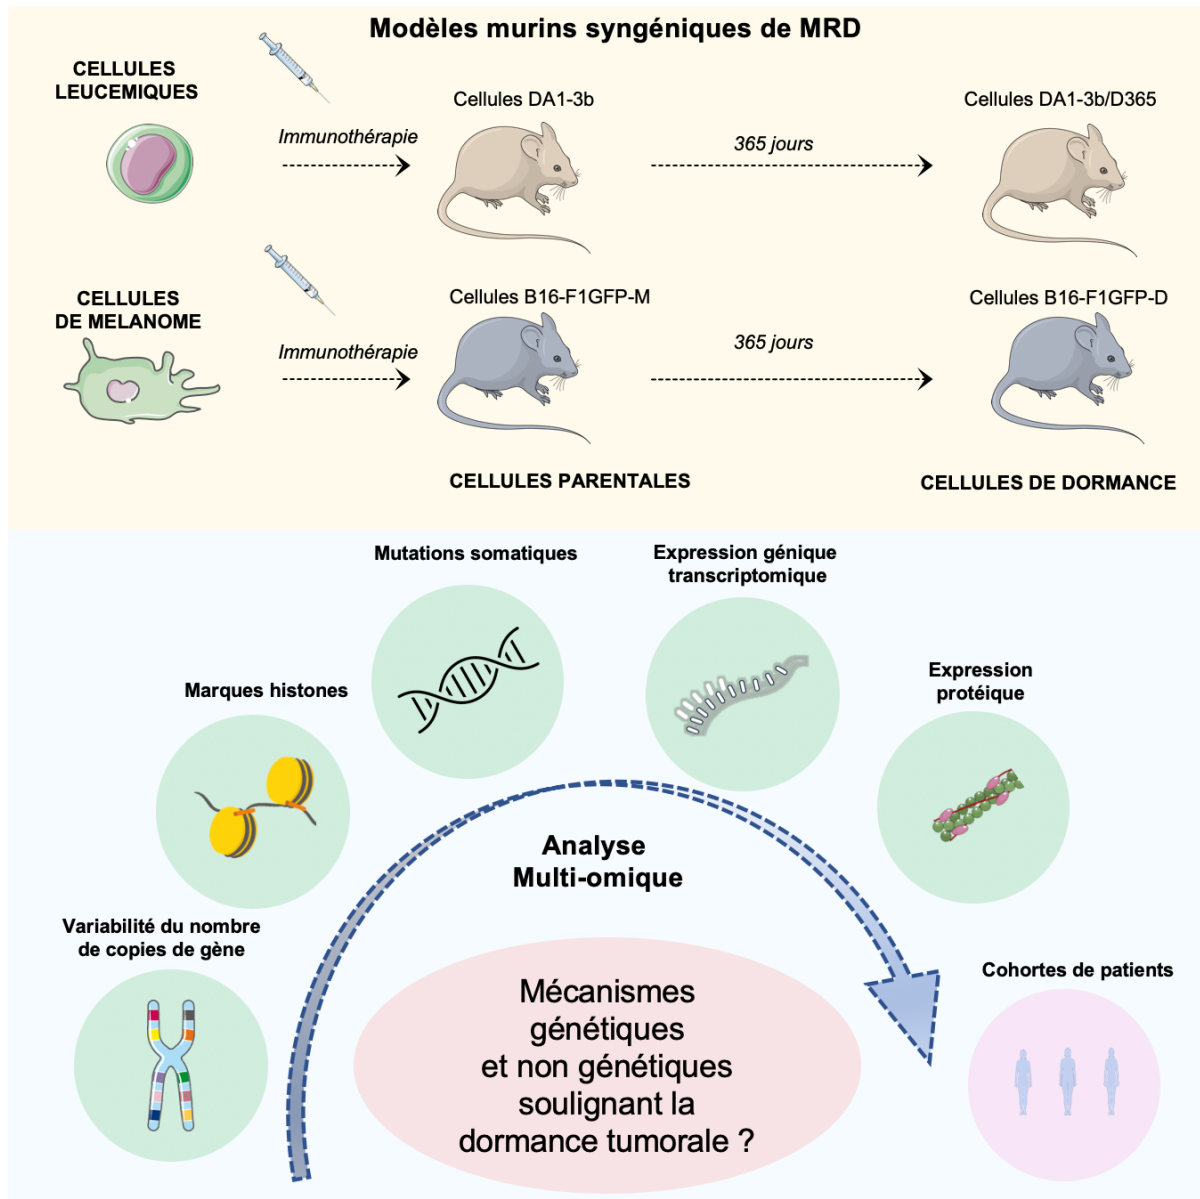 Modèles murins syngéniques de MRD
CELLULES
LEUCEMIQUES
Immunothérapie
Cellules DA1-3b
365 jours
Cellules DA1-3b/D365
CELLULES
DE MELANOME
Immunothérapie
Cellules B16-F1GFP-M
365 jours
Cellules B16-F1GFP-D
CELLULES PARENTALES
CELLULES DE DORMANCE
Mutations somatiques
Expression génique
transcriptomique
Marques histones
Expression
protéique
Analyse
Multi-omique
Variabilité du nombre
de copies de gène
Cohortes de patients
Mécanismes
génétiques
et non génétiques
soulignant la
dormance tumorale ?